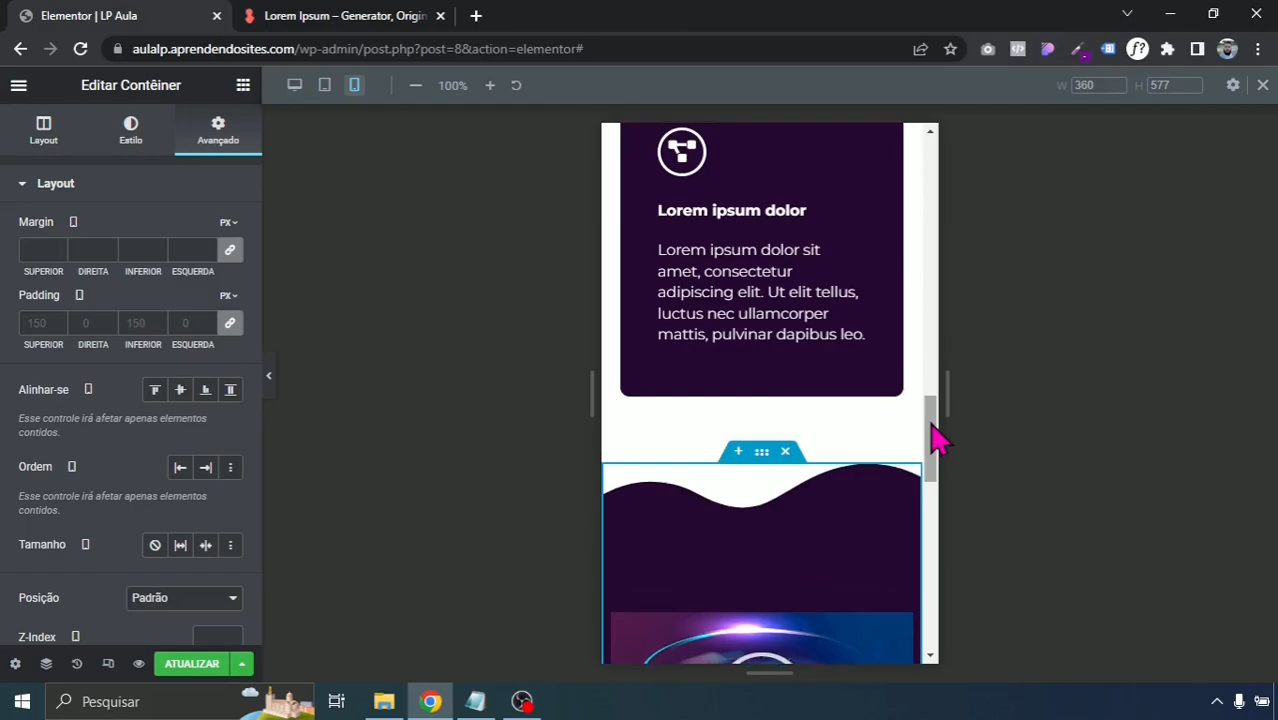 Elementor | LP Aula
Lorem Ipsum – Generator, Origin
aulalp.aprendendosites.com/wp-admin/post.php?post=8&action=elementor#
f?
Editar Contêiner
100%
W 360 H 577
Layout
Estilo
Avançado
Layout
Margin PX
SUPERIOR DIREITA INFERIOR ESQUERDA
Padding PX
150 0 150 0
SUPERIOR DIREITA INFERIOR ESQUERDA
Alinhar-se
Esse controle irá afetar apenas elementos
contidos.
Ordem
Esse controle irá afetar apenas elementos
contidos.
Tamanho
Posição Padrão
Z-Index
ATUALIZAR
Lorem ipsum dolor
Lorem ipsum dolor sit
amet, consectetur
adipiscing elit. Ut elit tellus,
luctus nec ullamcorper
mattis, pulvinar dapibus leo.
Pesquisar